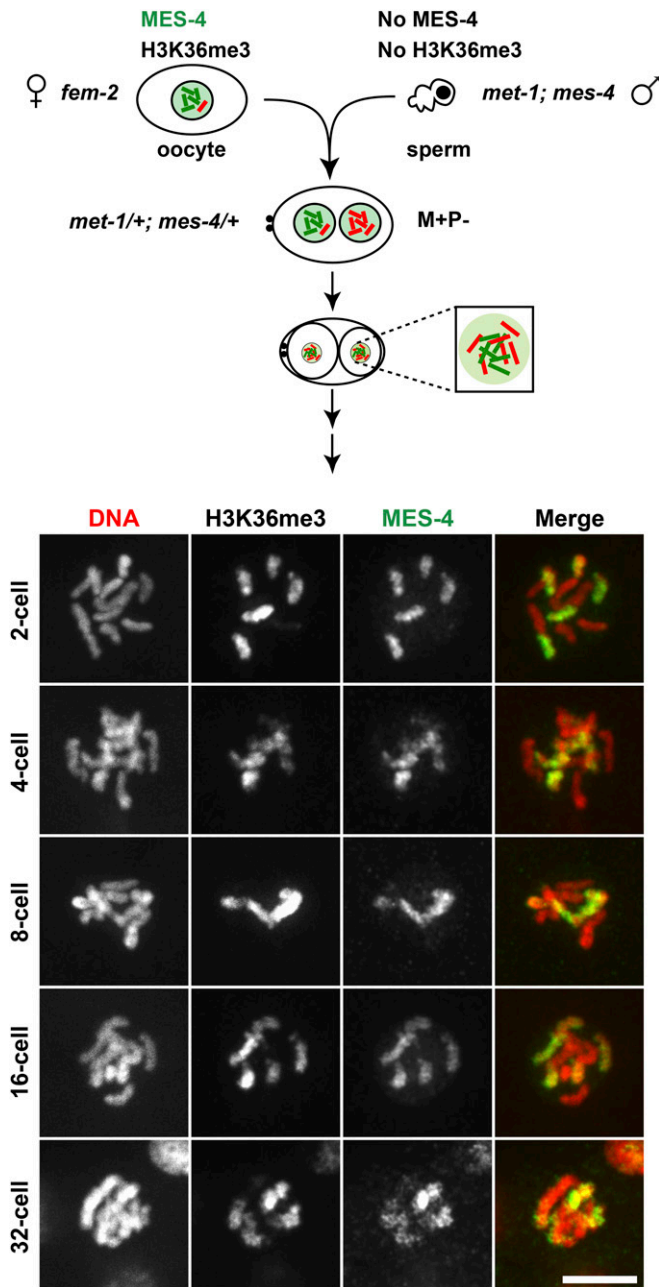 MES-4
H3K36me3
No MES-4
No H3K36me3
♀ fem-2
met-1; mes-4 ♂
oocyte
sperm
met-1/+; mes-4/+
M+P-
DNA
H3K36me3
MES-4
Merge
2-cell
4-cell
8-cell
16-cell
32-cell